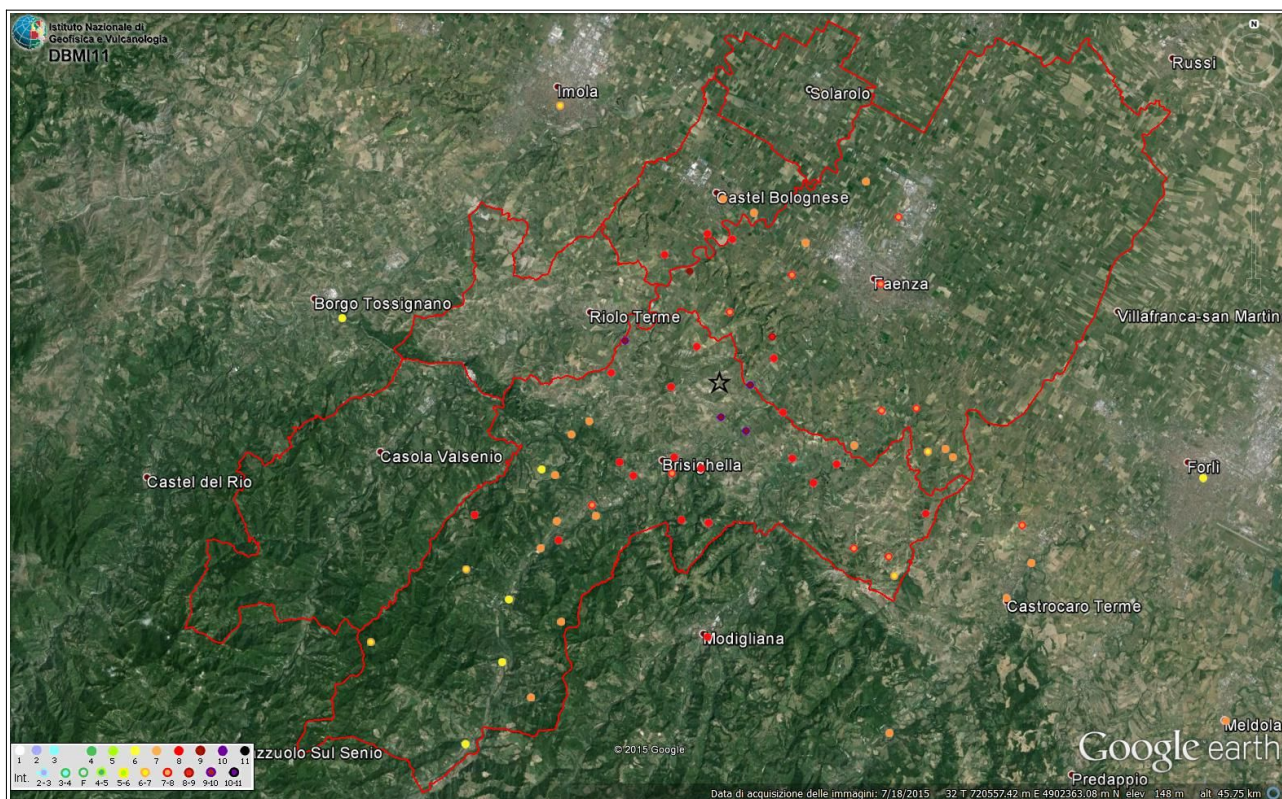 Istituto Nazionale di
Geofisica e Vulcanologia
DBMI11
N
Russi
Imola
Solarolo
Castel Bolognese
Faenza
Borgo Tossignano
Riolo Terme
Villafranca-san Martin
Casola Valsenio
Brisighella
Castel del Rio
Forlì
Castrocaro Terme
Modigliana
Meldola
azzuolo Sul Senio
© 2015 Google
Google earth
Predappio
1 2 3 4 5 6 7 8 9 10 11
Int. 2-3 3-4 F 4-5 5-6 6-7 7-8 8-9 9-10 10-11
Data di acquisizione delle immagini: 7/18/2015 32 T 720557.42 m E 4902363.08 m N elev 148 m alt 45.75 km